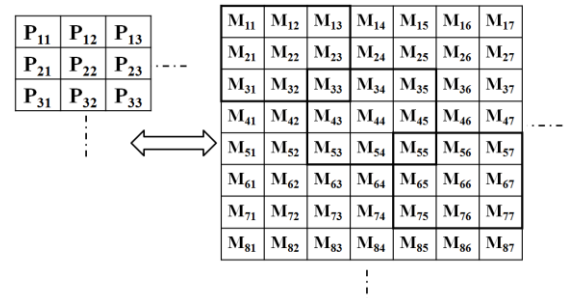 P11 P12 P13
P21 P22 P23
P31 P32 P33
M11 M12 M13 M14 M15 M16 M17
M21 M22 M23 M24 M25 M26 M27
M31 M32 M33 M34 M35 M36 M37
M41 M42 M43 M44 M45 M46 M47
M51 M52 M53 M54 M55 M56 M57
M61 M62 M63 M64 M65 M66 M67
M71 M72 M73 M74 M75 M76 M77
M81 M82 M83 M84 M85 M86 M87